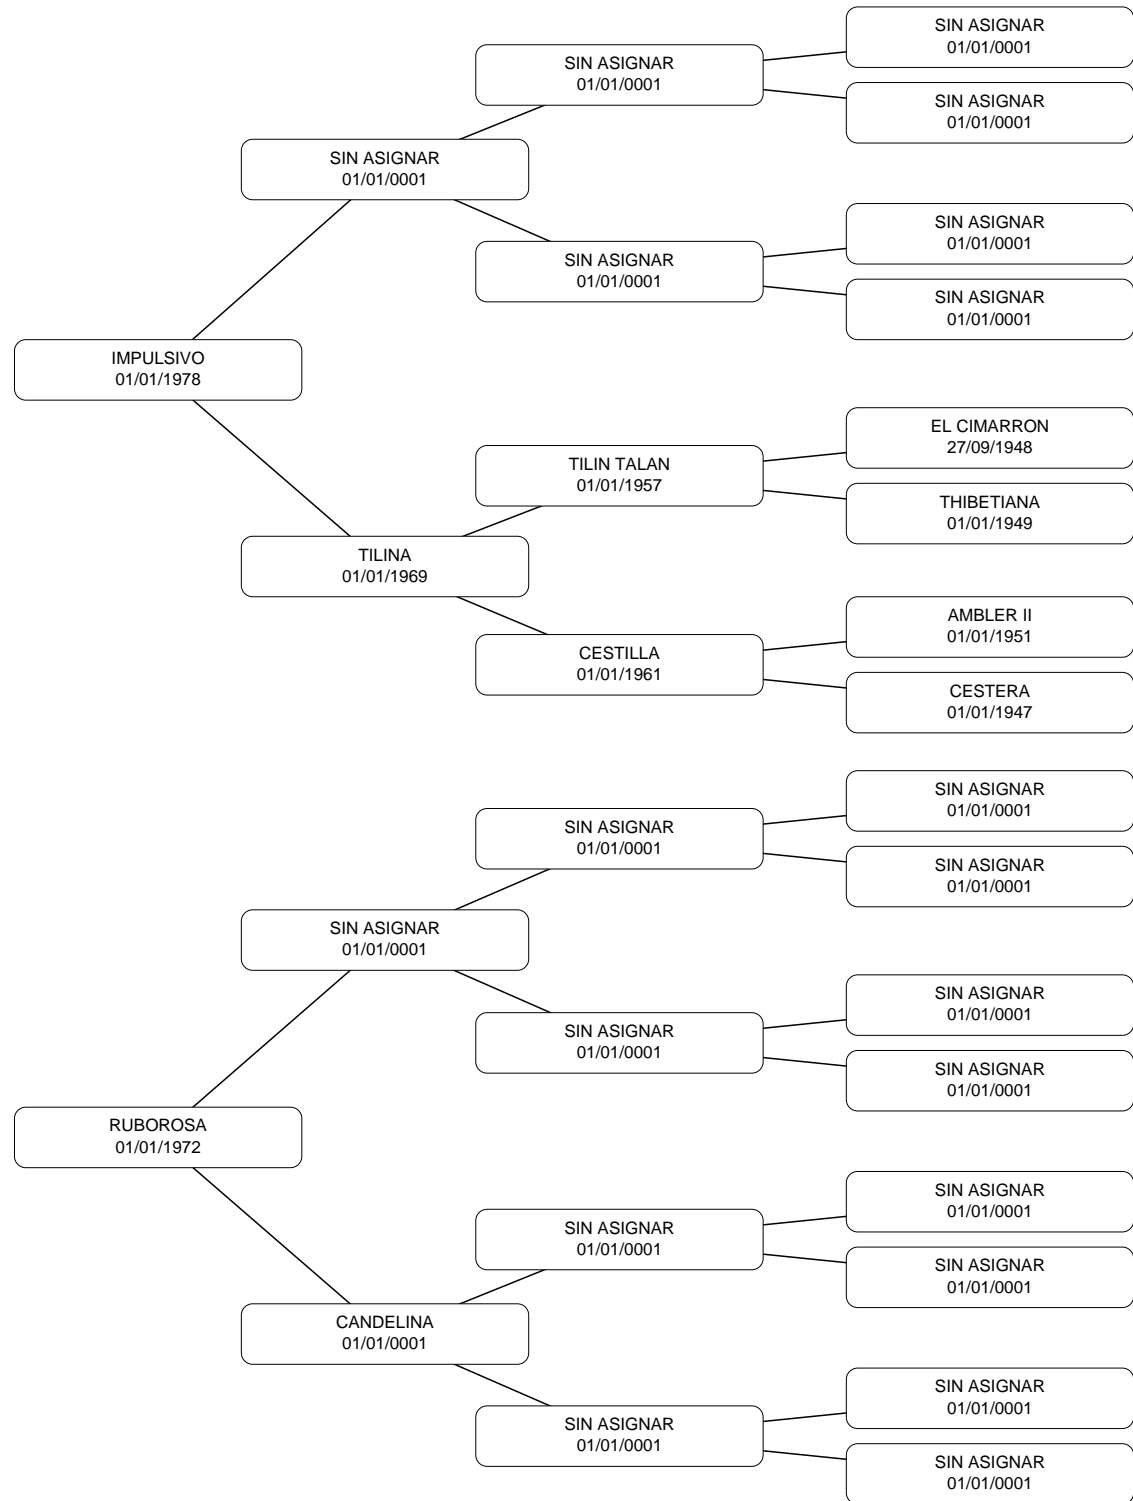 SIN ASIGNAR
01/01/0001
SIN ASIGNAR
01/01/0001
SIN ASIGNAR
01/01/0001
SIN ASIGNAR
01/01/0001
SIN ASIGNAR
01/01/0001
SIN ASIGNAR
01/01/0001
SIN ASIGNAR
01/01/0001
IMPULSIVO
01/01/1978
EL CIMARRON
27/09/1948
TILIN TALAN
01/01/1957
THIBETIANA
01/01/1949
TILINA
01/01/1969
AMBLER II
01/01/1951
CESTILLA
01/01/1961
CESTERA
01/01/1947
SIN ASIGNAR
01/01/0001
SIN ASIGNAR
01/01/0001
SIN ASIGNAR
01/01/0001
SIN ASIGNAR
01/01/0001
SIN ASIGNAR
01/01/0001
SIN ASIGNAR
01/01/0001
SIN ASIGNAR
01/01/0001
RUBOROSA
01/01/1972
SIN ASIGNAR
01/01/0001
SIN ASIGNAR
01/01/0001
SIN ASIGNAR
01/01/0001
CANDELINA
01/01/0001
SIN ASIGNAR
01/01/0001
SIN ASIGNAR
01/01/0001
SIN ASIGNAR
01/01/0001